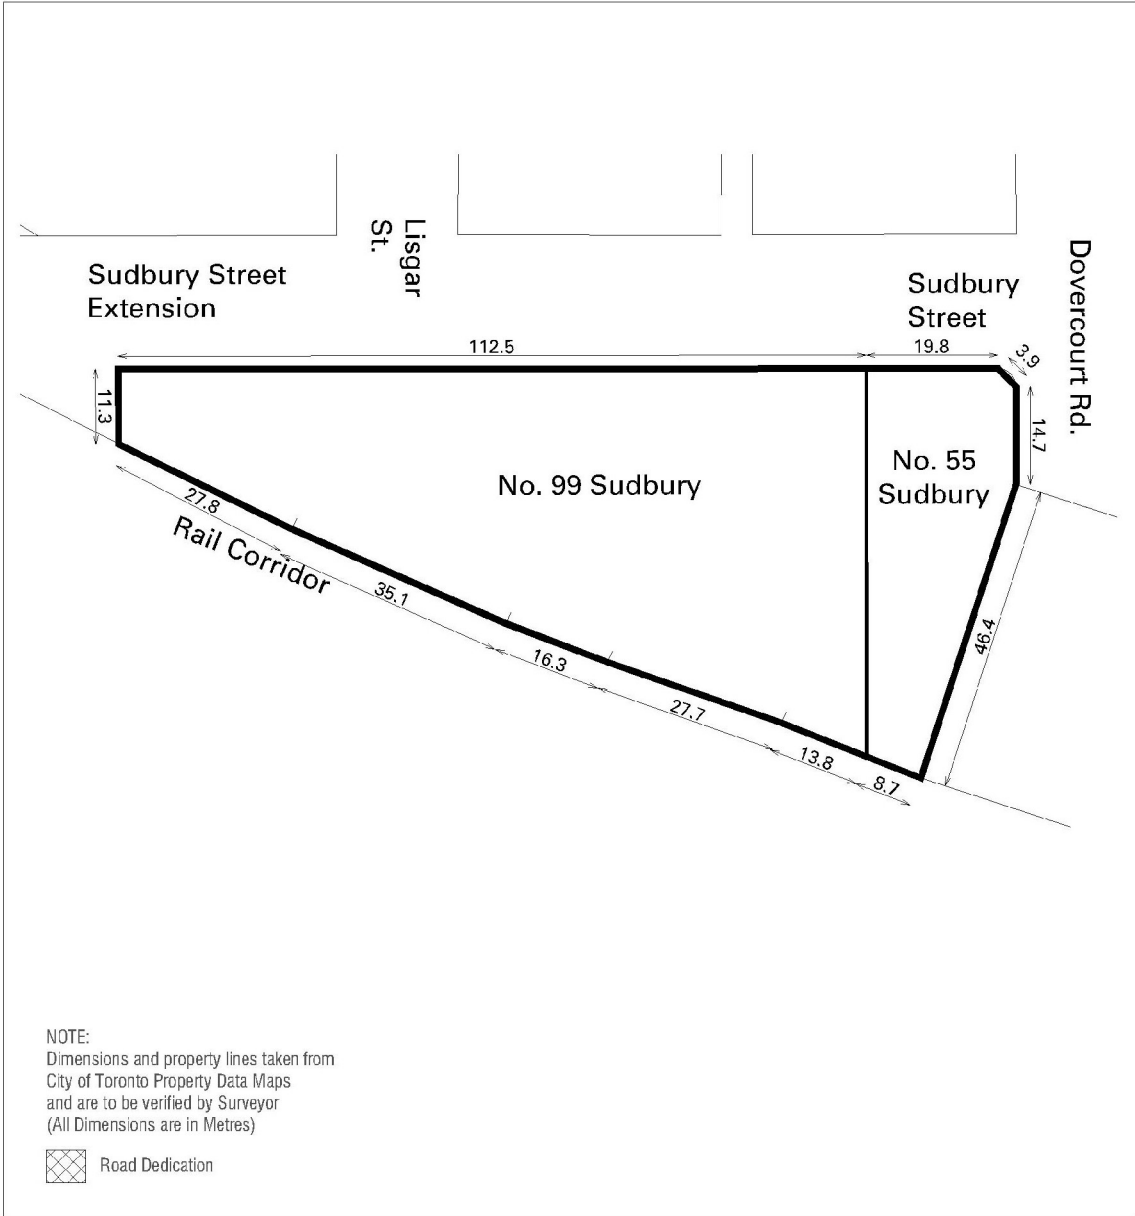 Lisgar
St.
Sudbury Street
Extension
Sudbury
Street
Dovercourt Rd.
112.5
19.8
3.9
11.3
14.7
No. 99 Sudbury
No. 55
Sudbury
27.8
Rail Corridor
35.1
16.3
27.7
13.8
8.7
46.4
NOTE:
Dimensions and property lines taken from
City of Toronto Property Data Maps
and are to be verified by Surveyor
(All Dimensions are in Metres)
Road Dedication